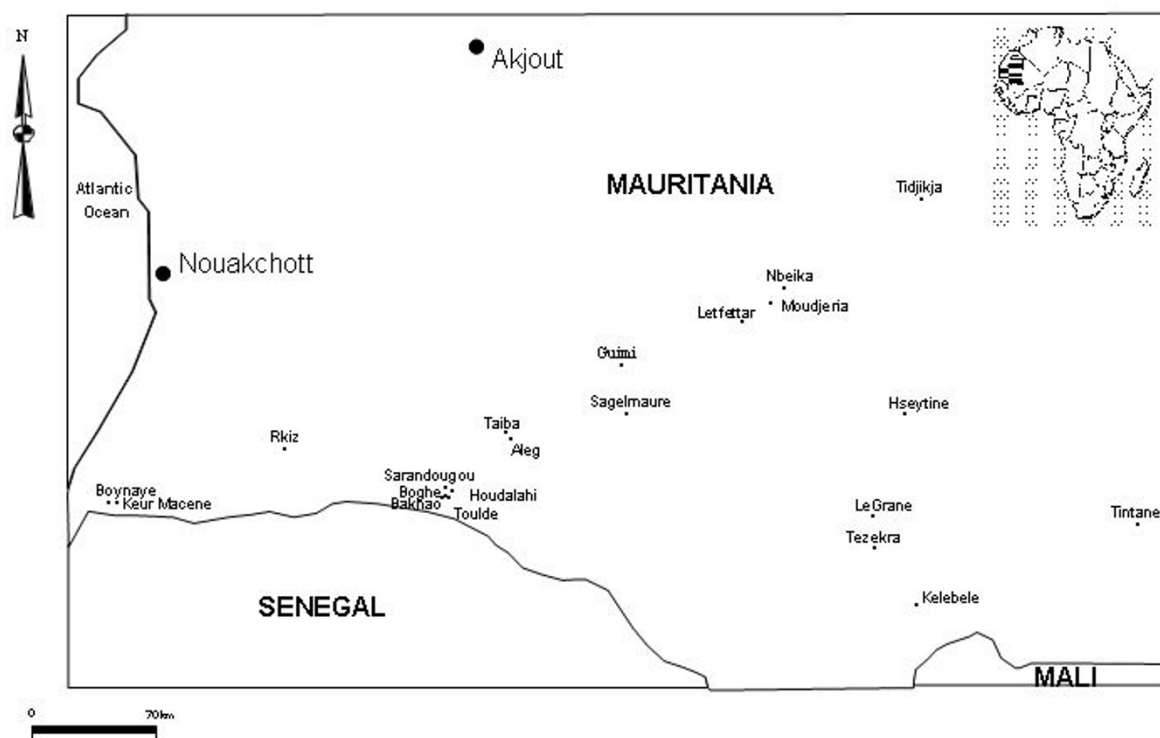 N
Akjout
MAURITANIA
Tidjikja
Atlantic
Ocean
Nouakchott
Nbeika
Moudjeria
Letfettar
Guimi
Sagelmaure
Hseytine
Taiba
Aleg
Rkiz
Sarandougou
Boghe
Houdalahi
Bakhao
Toulde
Boynaye
Keur Macene
LeGrane
Tintane
Tezekra
Kelebele
SENEGAL
MALI
0 70km